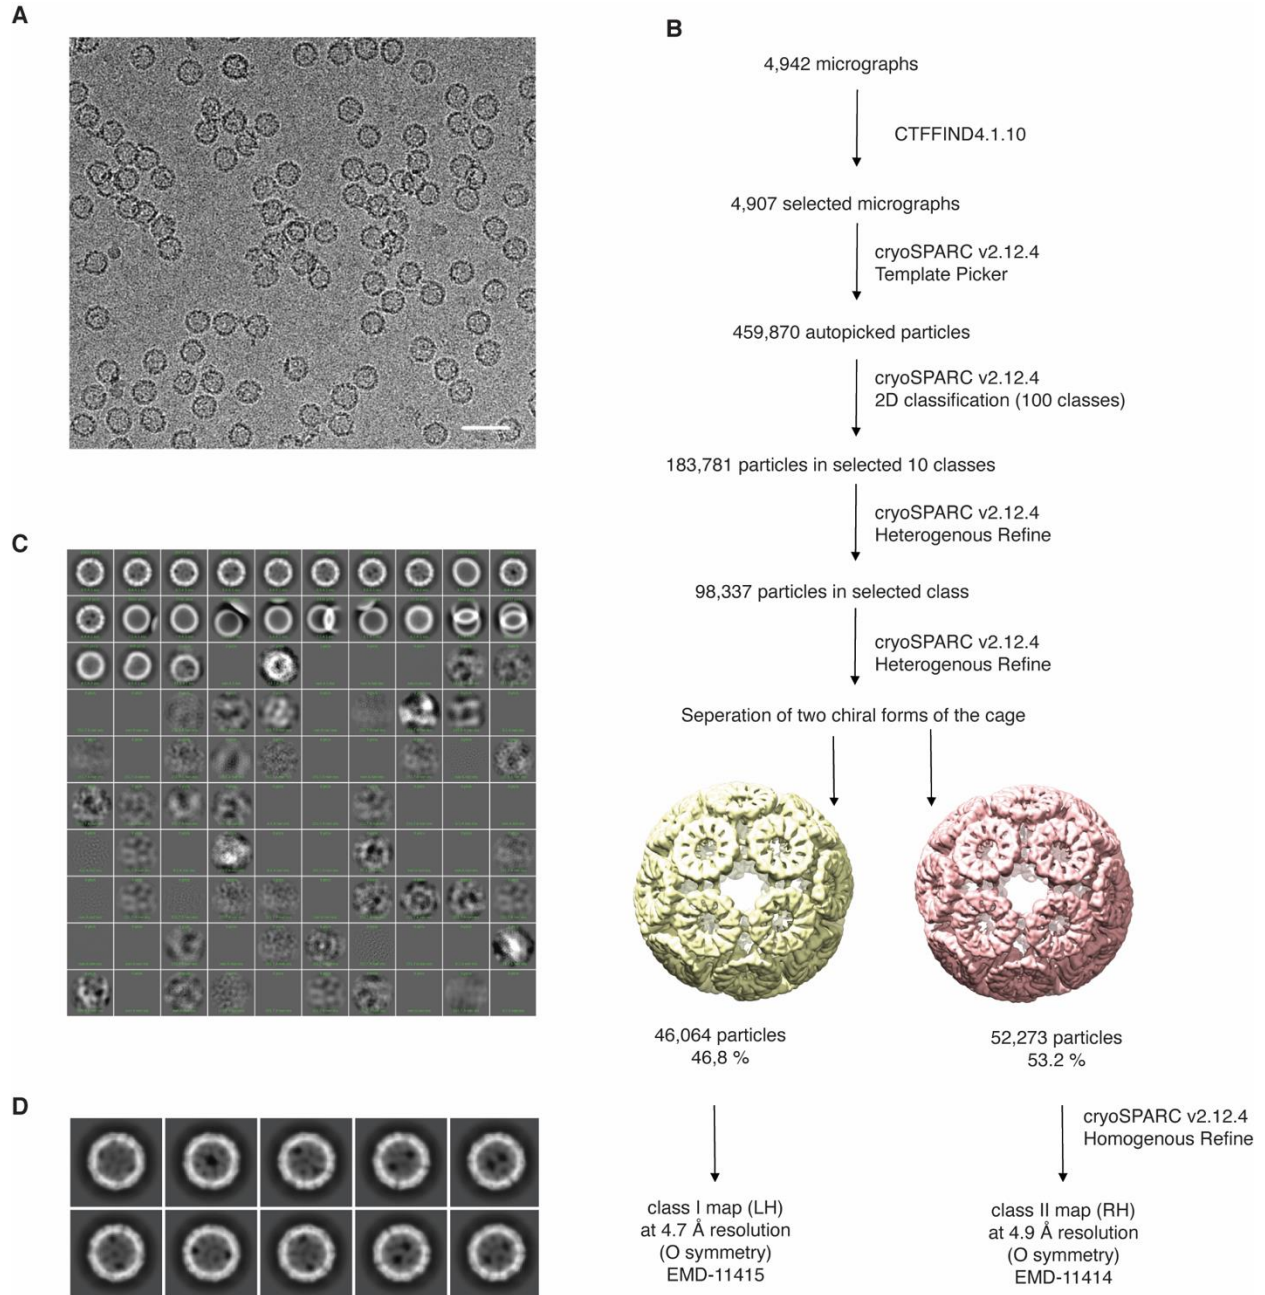 A
B
4,942 micrographs
CTFFIND4.1.10
4,907 selected micrographs
cryoSPARC v2.12.4
Template Picker
459,870 autopicked particles
cryoSPARC v2.12.4
2D classification (100 classes)
183,781 particles in selected 10 classes
cryoSPARC v2.12.4
Heterogenous Refine
98,337 particles in selected class
cryoSPARC v2.12.4
Heterogenous Refine
Seperation of two chiral forms of the cage
46,064 particles
46,8 %
52,273 particles
53.2 %
cryoSPARC v2.12.4
Homogenous Refine
class I map (LH)
at 4.7 Å resolution
(O symmetry)
EMD-11415
class II map (RH)
at 4.9 Å resolution
(O symmetry)
EMD-11414
C
D